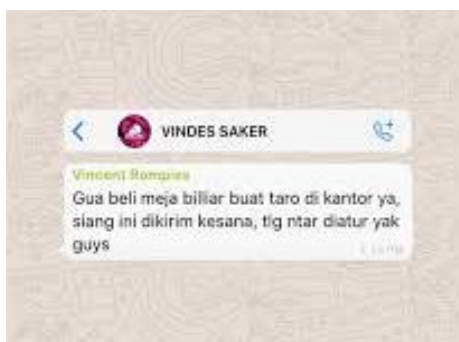 VINDES SAKER
Vincent Rompies
Gua beli meja billiar buat taro di kantor ya,
siang ini dikirim kesana, tlg ntar diatur yak
guys